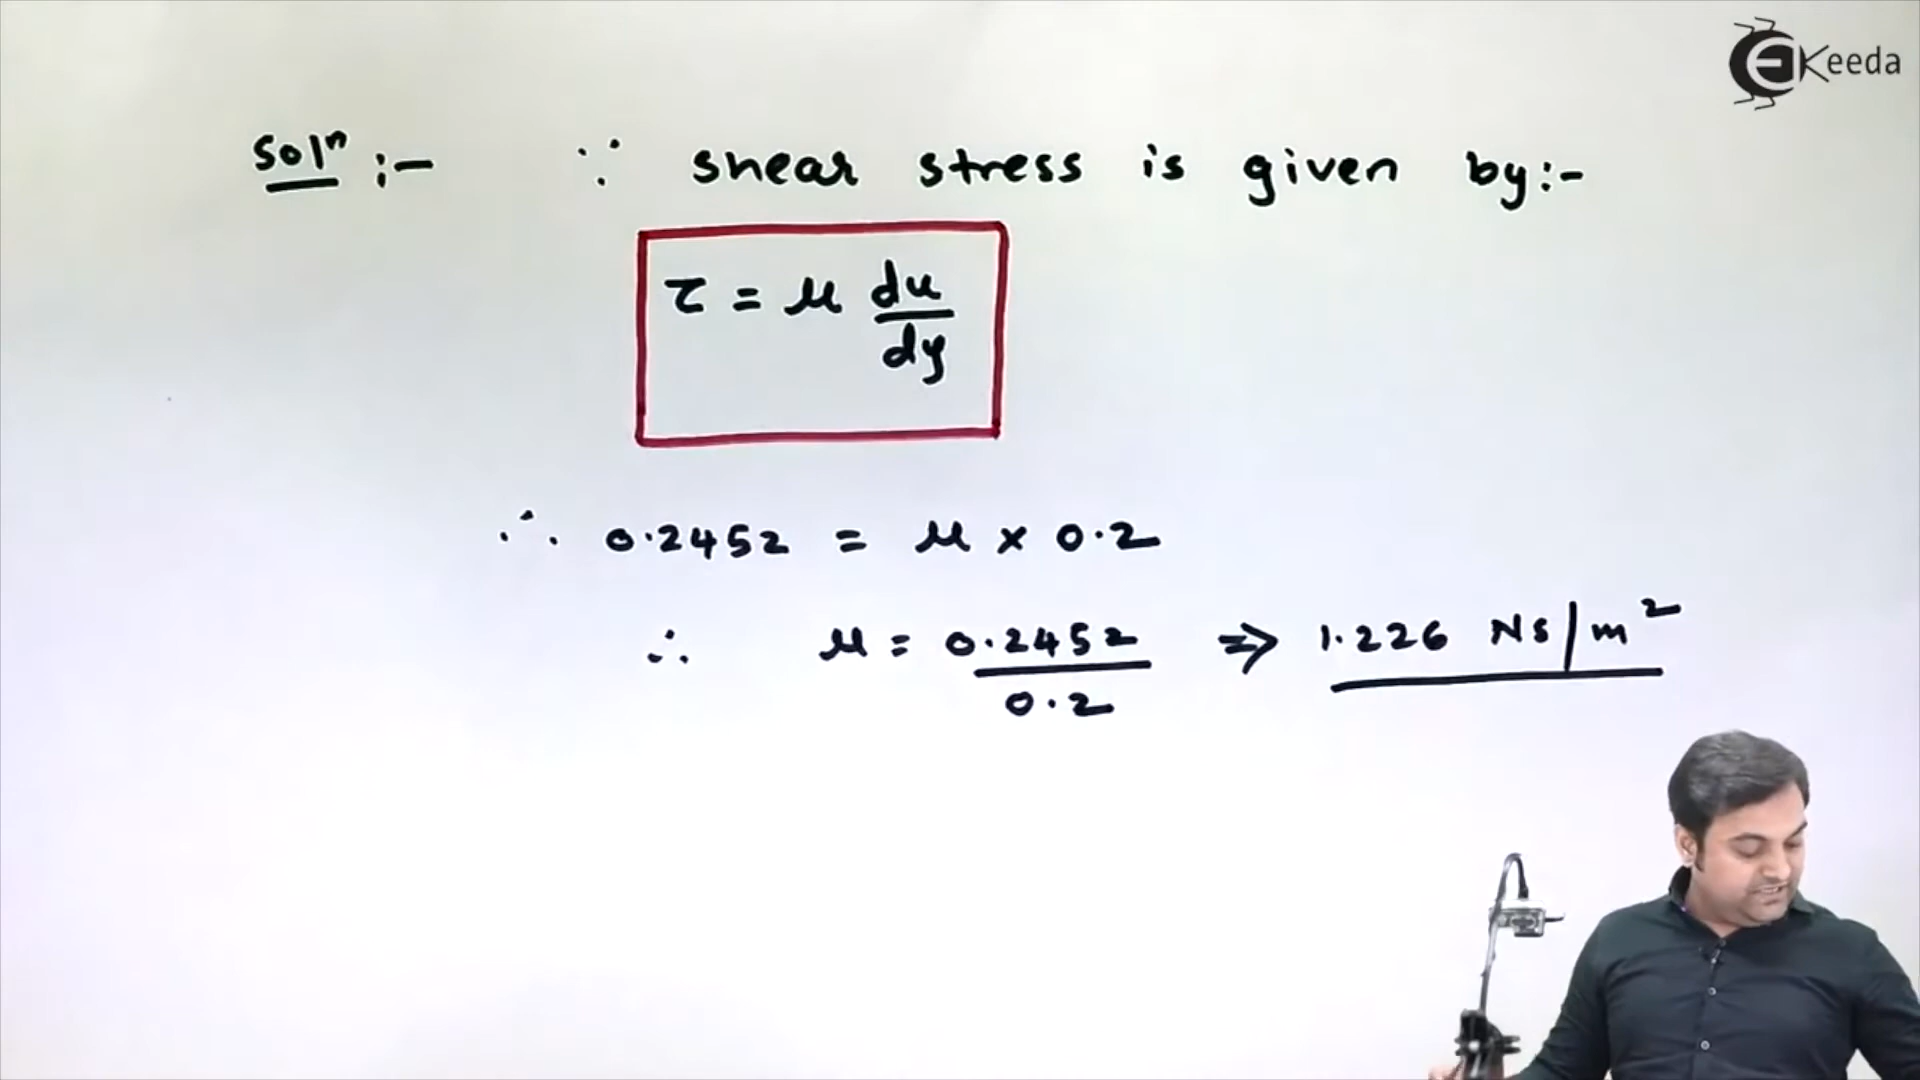 EKeeda
Solⁿ :- ∵ shear stress is given by:-
τ = μ du/dy
∴ 0.2452 = μ x 0.2
∴ μ = 0.2452/0.2 => 1.226 Ns/m²